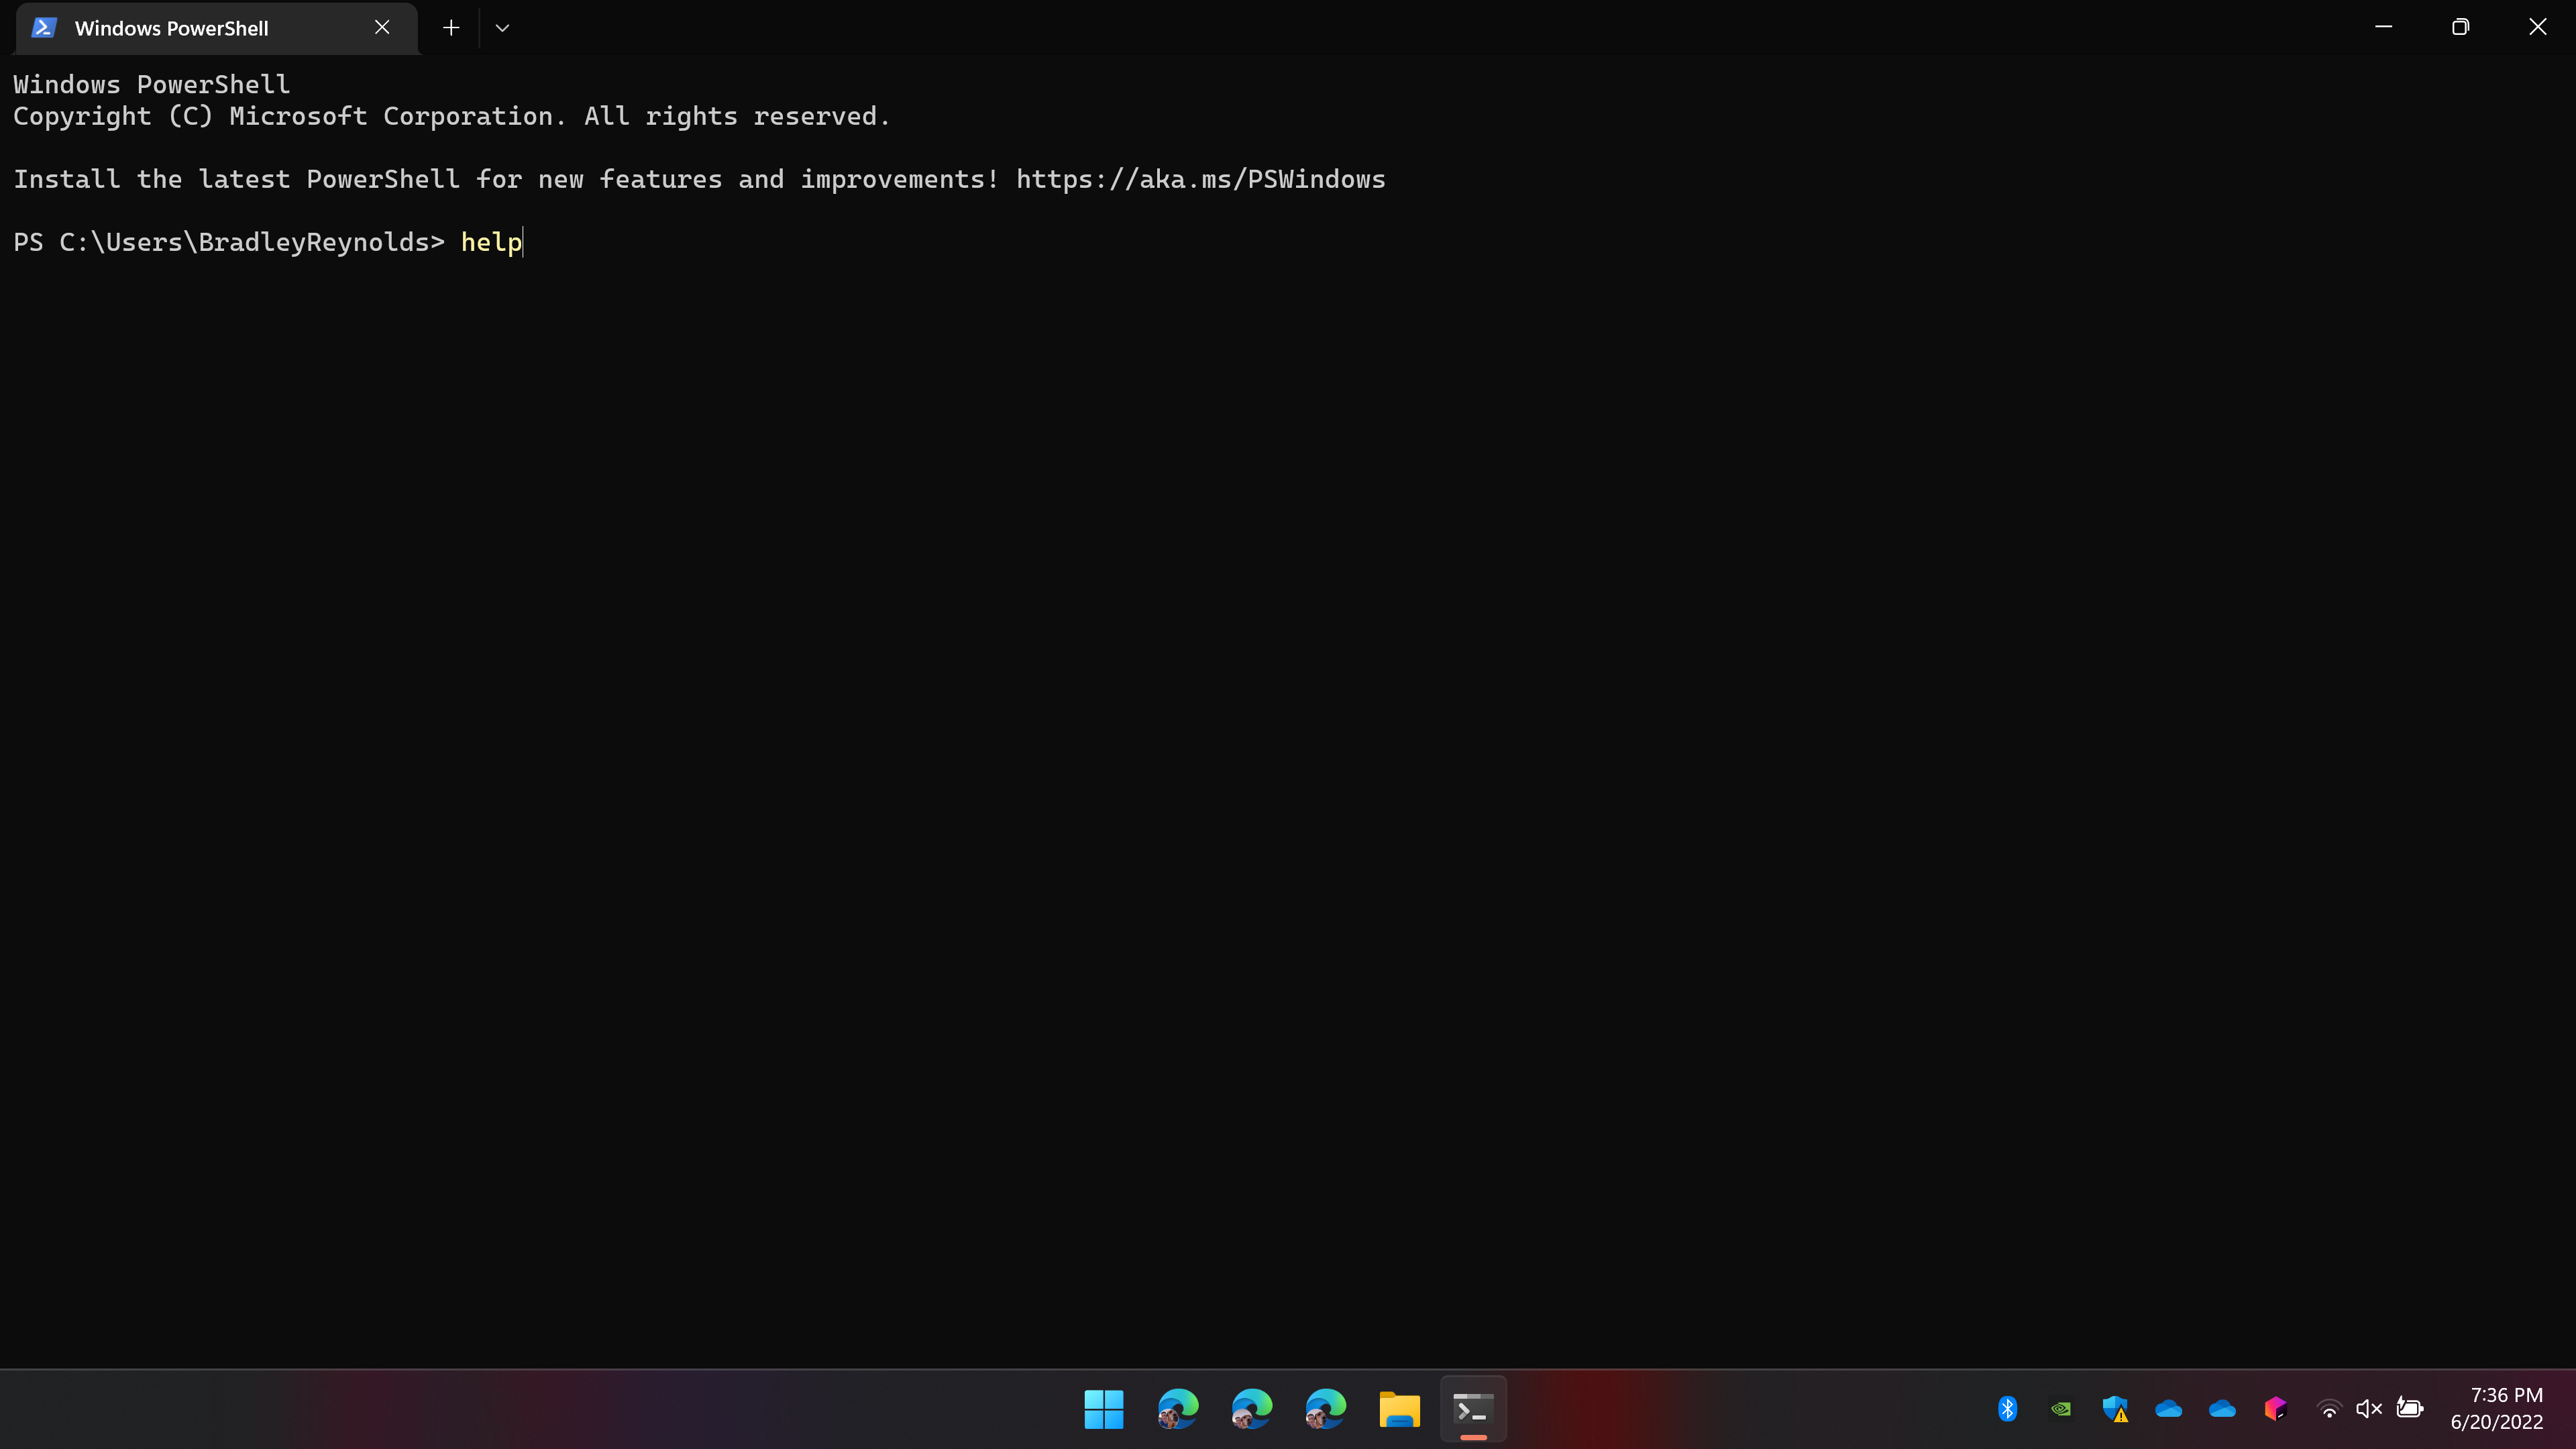 Windows PowerShell
Windows PowerShell
Copyright (C) Microsoft Corporation. All rights reserved.
Install the latest PowerShell for new features and improvements! https://aka.ms/PSWindows
PS C:\Users\BradleyReynolds> help
7:36 PM
6/20/2022